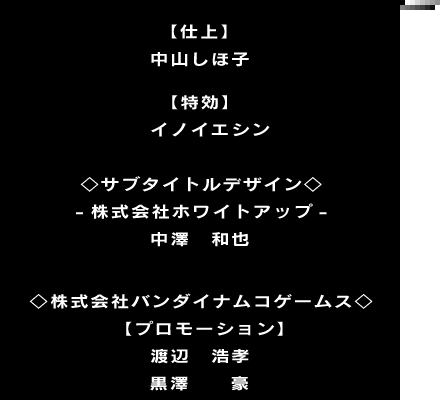 【仕上】
中山しほ子
【特効】
イノイエシン
◇サブタイトルデザイン◇
－株式会社ホワイトアップ－
中澤　和也
◇株式会社バンダイナムコゲームス◇
【プロモーション】
渡辺　浩孝
黒澤　　豪